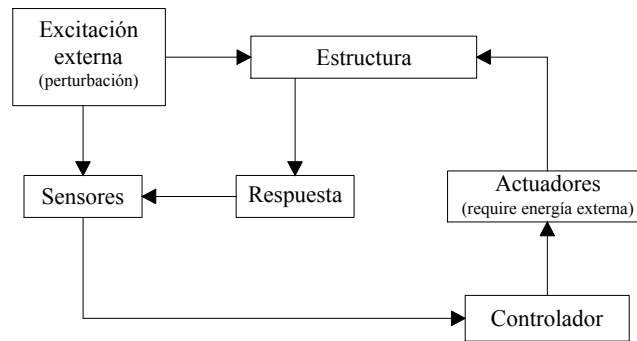 Excitación
externa
(perturbación)
Estructura
Sensores
Respuesta
Actuadores
(require energía externa)
Controlador